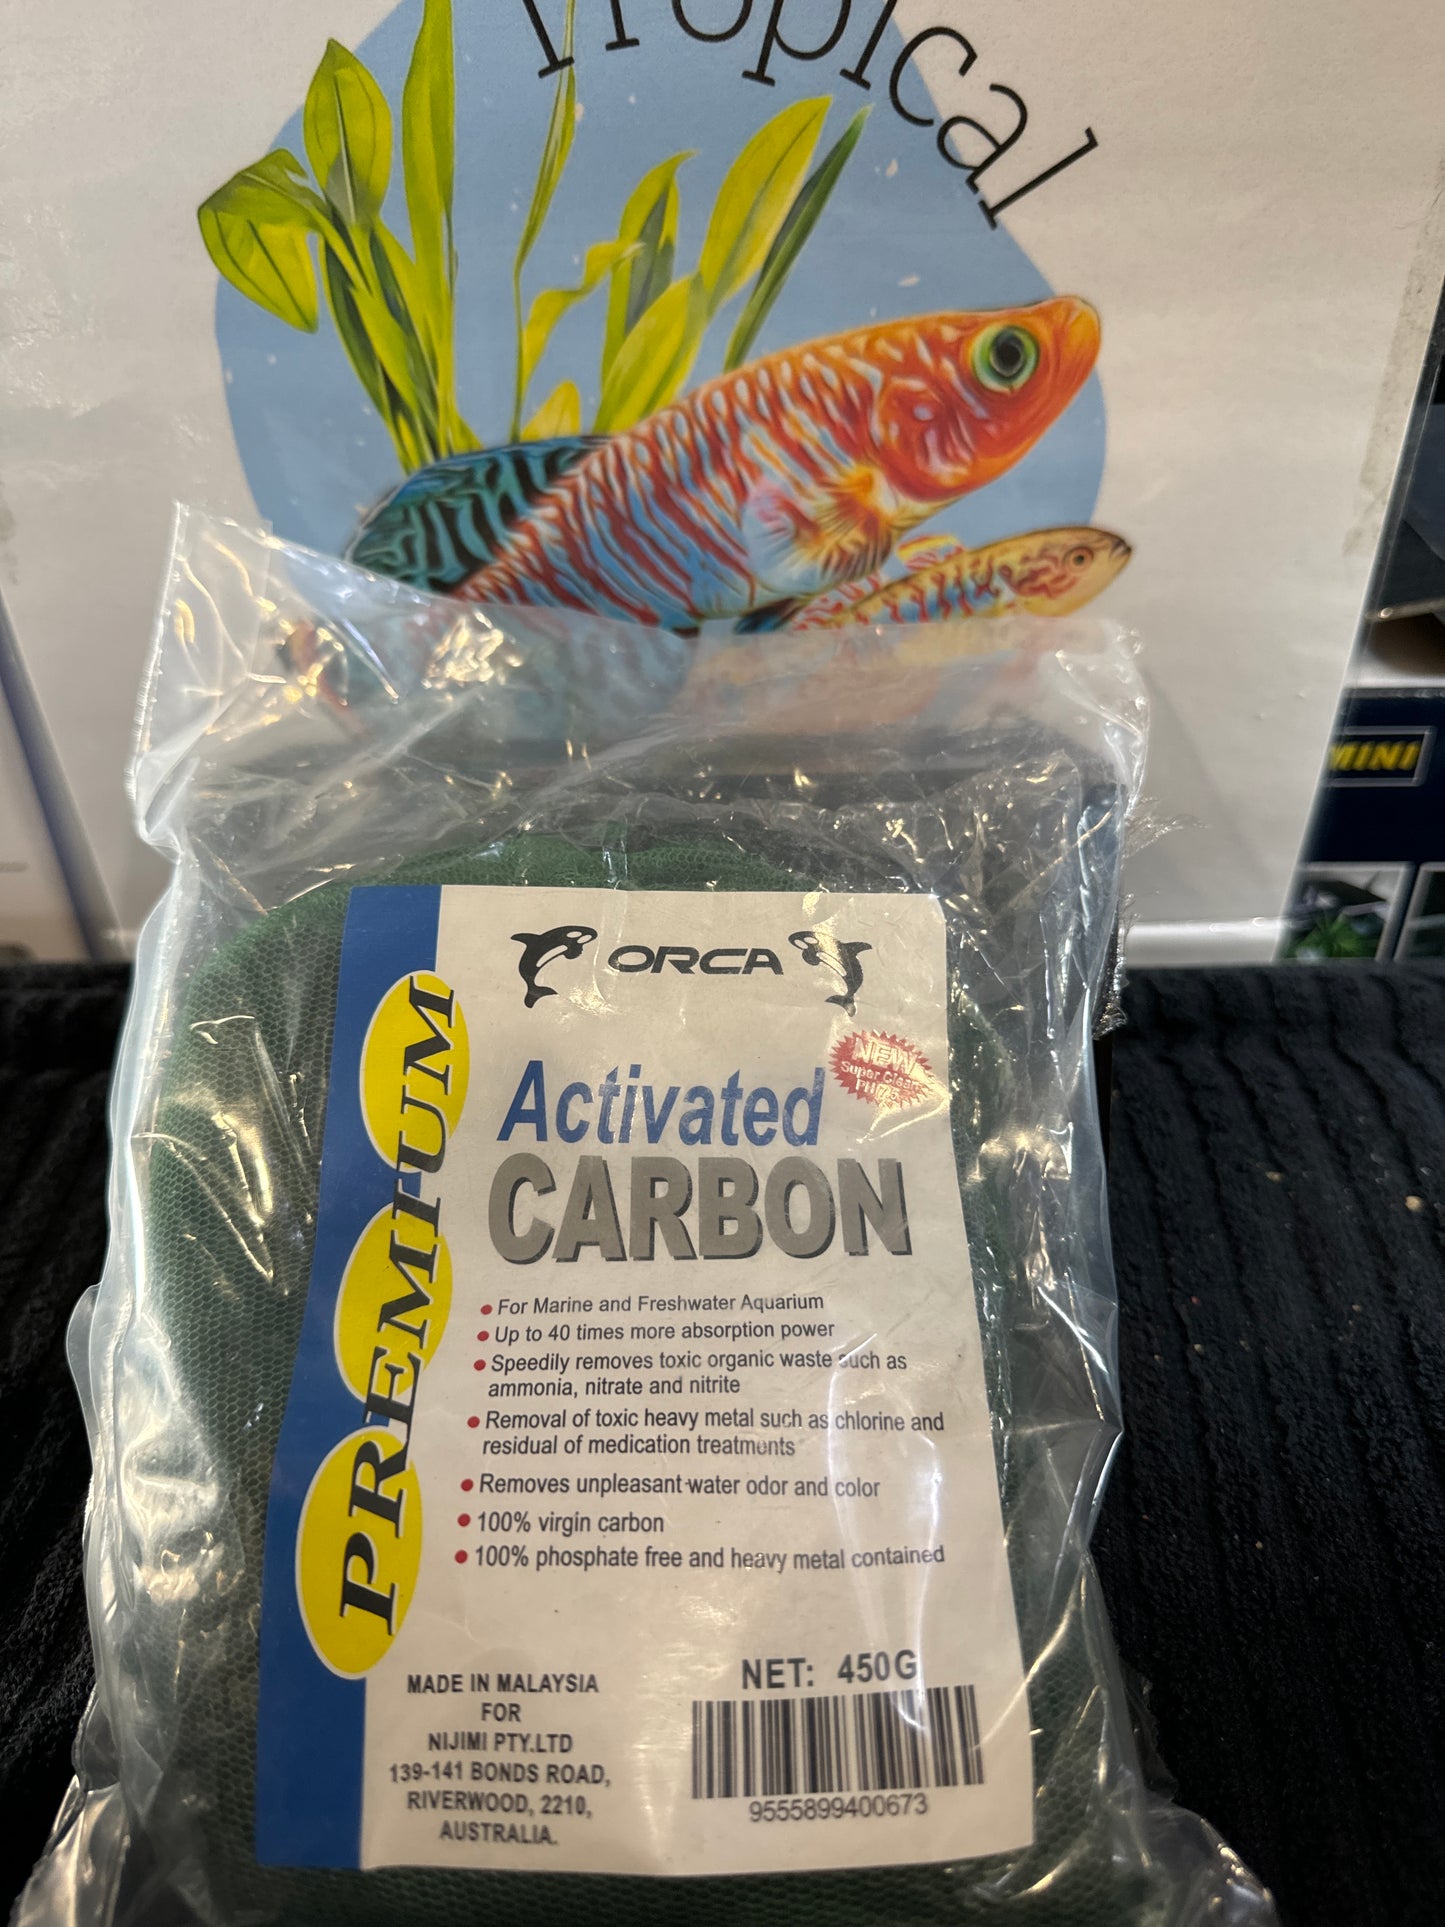 Tropical
MINI
ORCA
NEW
Super Clear
PH 7.5
Activated
CARBON
PREMIUM
• For Marine and Freshwater Aquarium
• Up to 40 times more absorption power
• Speedily removes toxic organic waste such as
ammonia, nitrate and nitrite
• Removal of toxic heavy metal such as chlorine and
residual of medication treatments
• Removes unpleasant water odor and color
• 100% virgin carbon
• 100% phosphate free and heavy metal contained
MADE IN MALAYSIA
FOR
NIJIMI PTY.LTD
139-141 BONDS ROAD,
RIVERWOOD, 2210,
AUSTRALIA.
NET: 450G
9555899400673